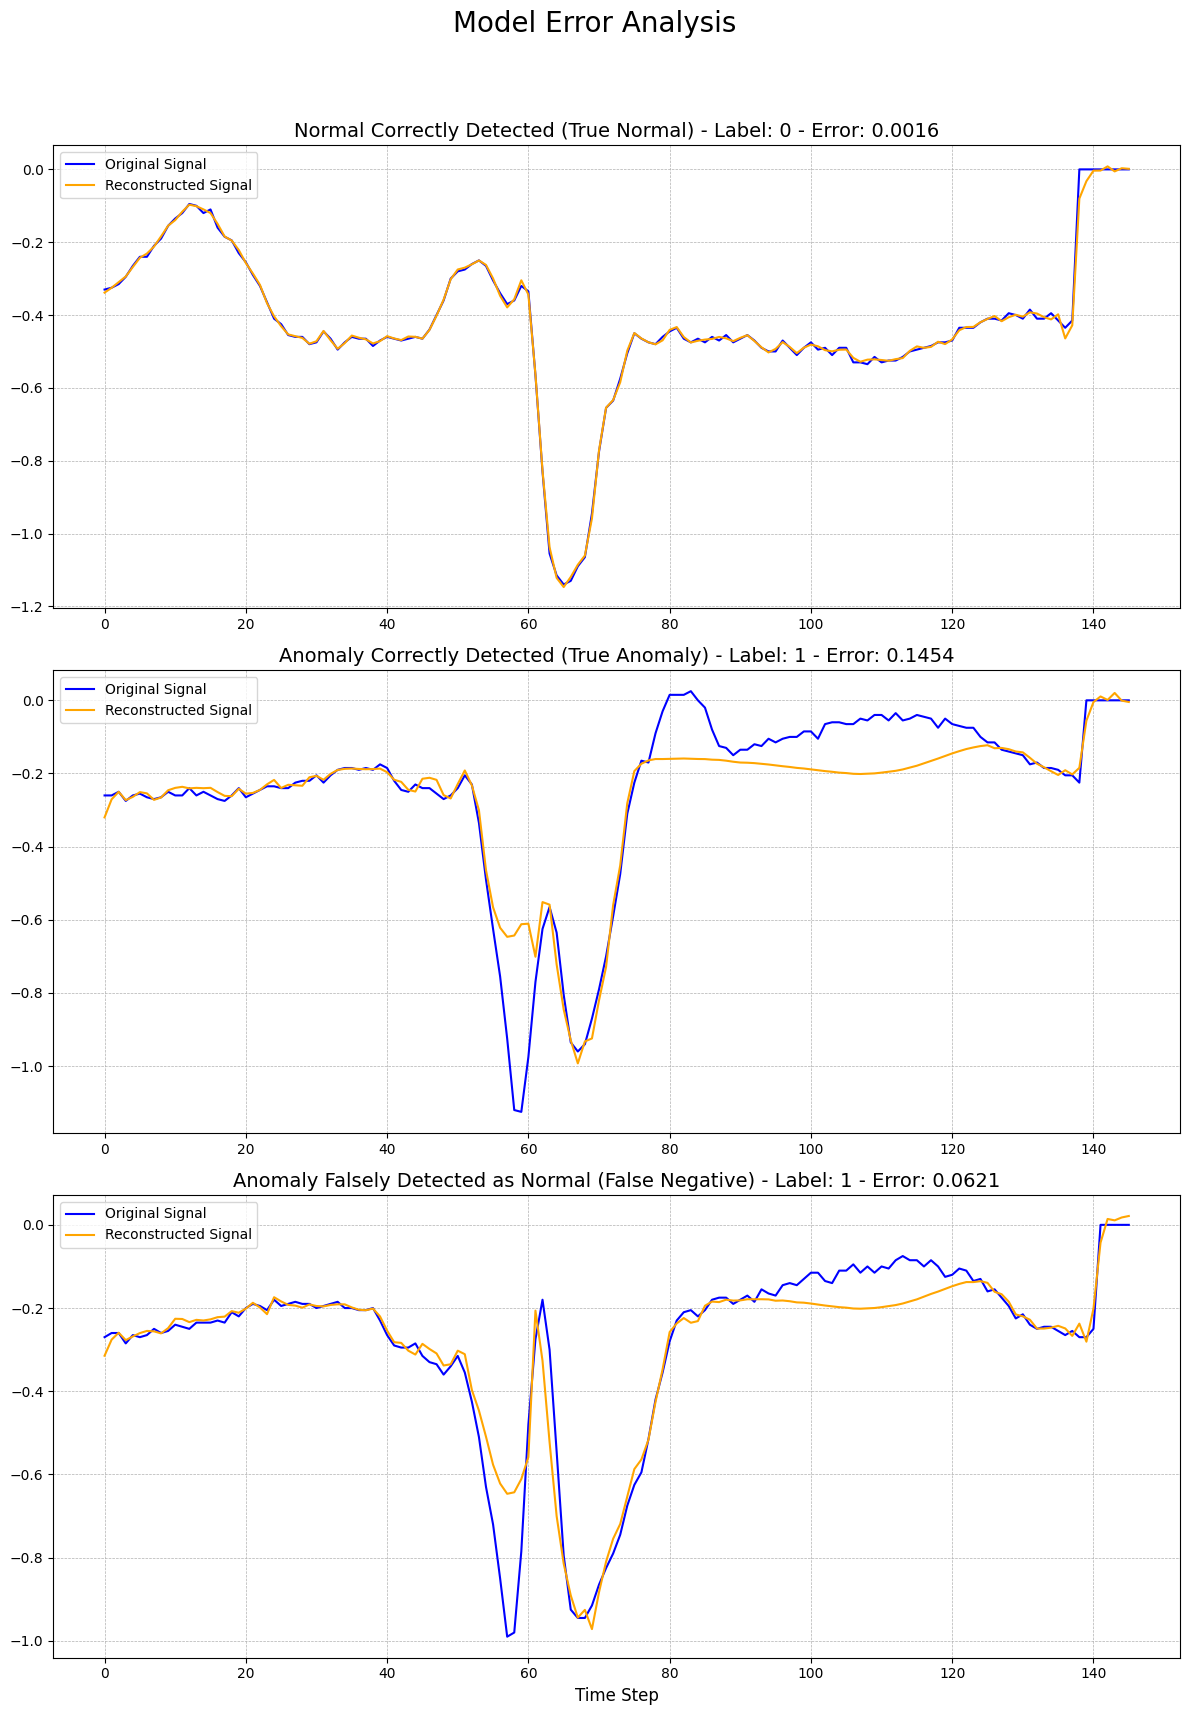 Model Error Analysis
Normal Correctly Detected (True Normal) - Label: 0 - Error: 0.0016
Original Signal
Reconstructed Signal
0.0
−0.2
−0.4
−0.6
−0.8
−1.0
−1.2
0 20 40 60 80 100 120 140
Anomaly Correctly Detected (True Anomaly) - Label: 1 - Error: 0.1454
Original Signal
Reconstructed Signal
0.0
−0.2
−0.4
−0.6
−0.8
−1.0
0 20 40 60 80 100 120 140
Anomaly Falsely Detected as Normal (False Negative) - Label: 1 - Error: 0.0621
Original Signal
Reconstructed Signal
0.0
−0.2
−0.4
−0.6
−0.8
−1.0
0 20 40 60 80 100 120 140
Time Step